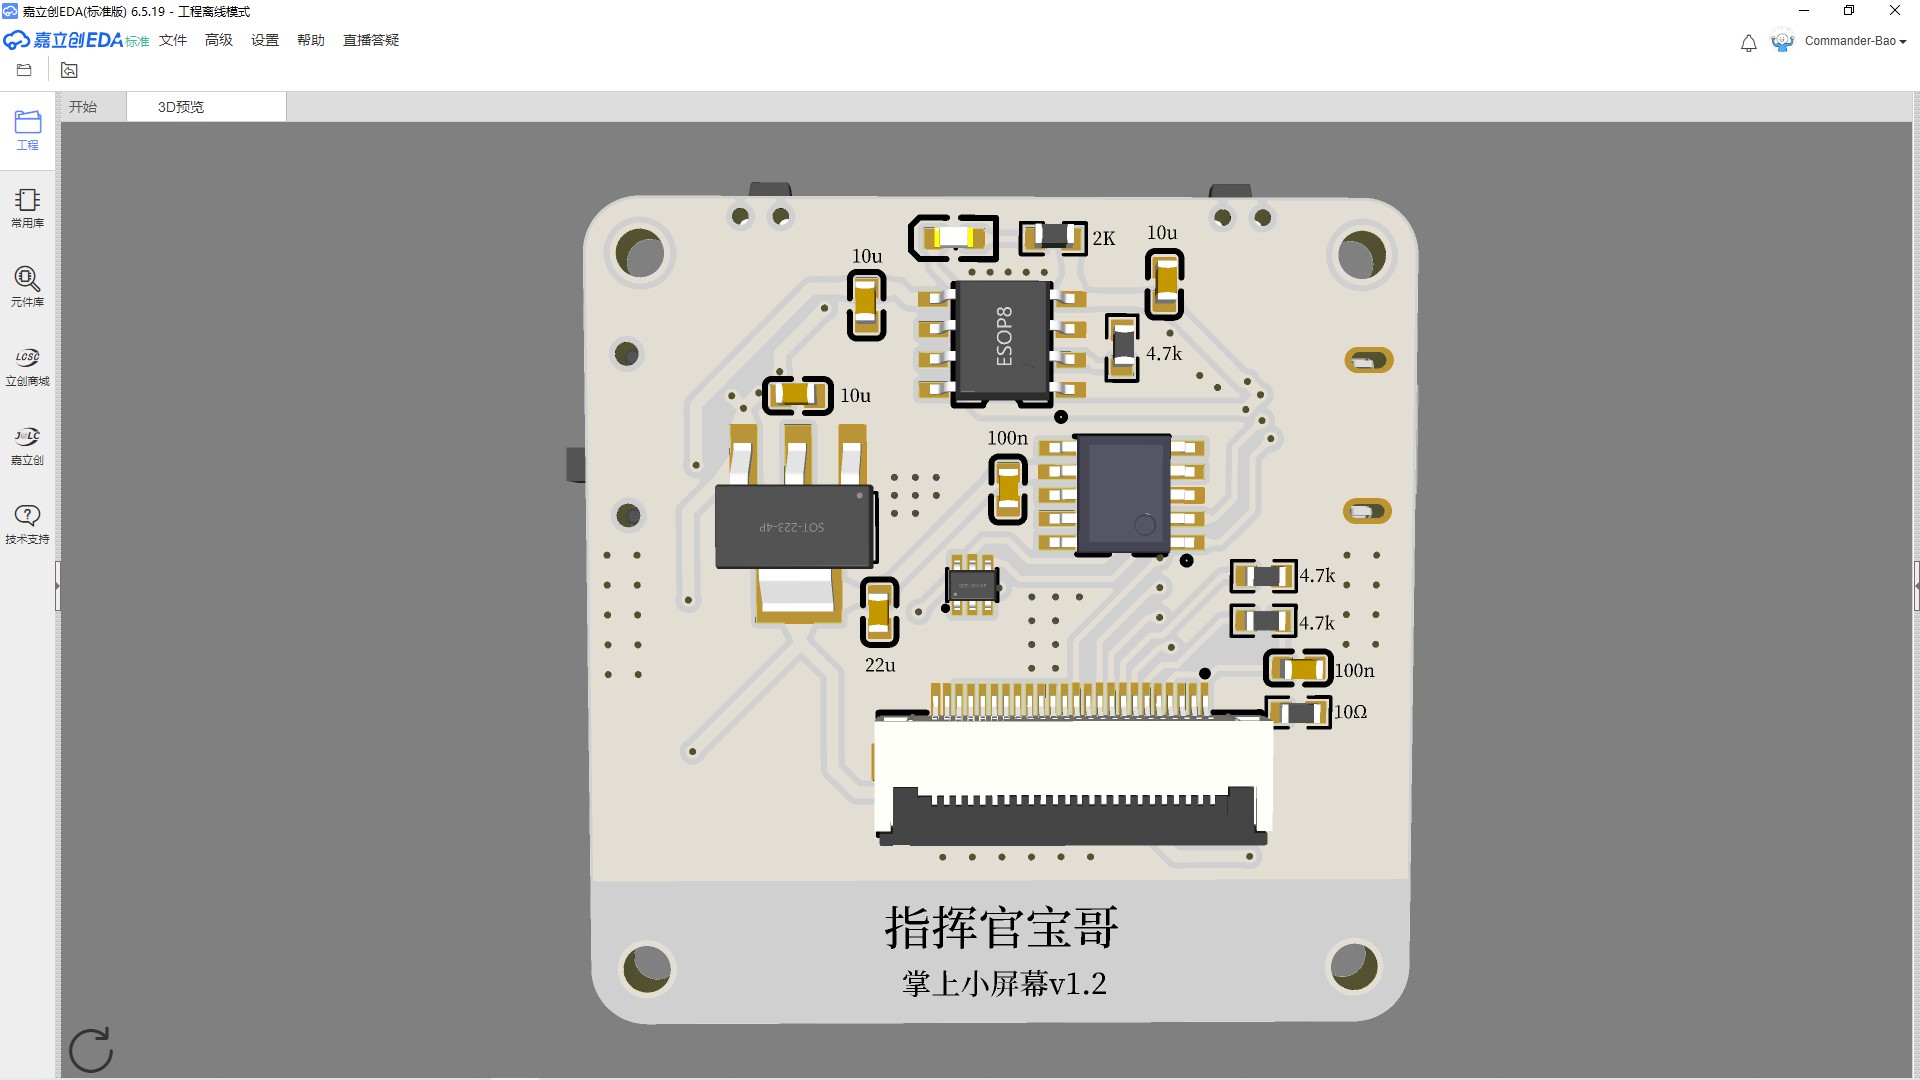 嘉立创EDA(标准版) 6.5.19 - 工程离线模式
嘉立创EDA标准 文件 高级 设置 帮助 直播答疑 Commander-Bao
开始 3D预览
工程
常用库
元件库
LCSC
立创商城
JLC
嘉立创
技术支持
2K
10u
10u
ESOP8
4.7k
10u
100n
SOT-223-4P
4.7k
4.7k
22u
100n
10Ω
指挥官宝哥
掌上小屏幕v1.2